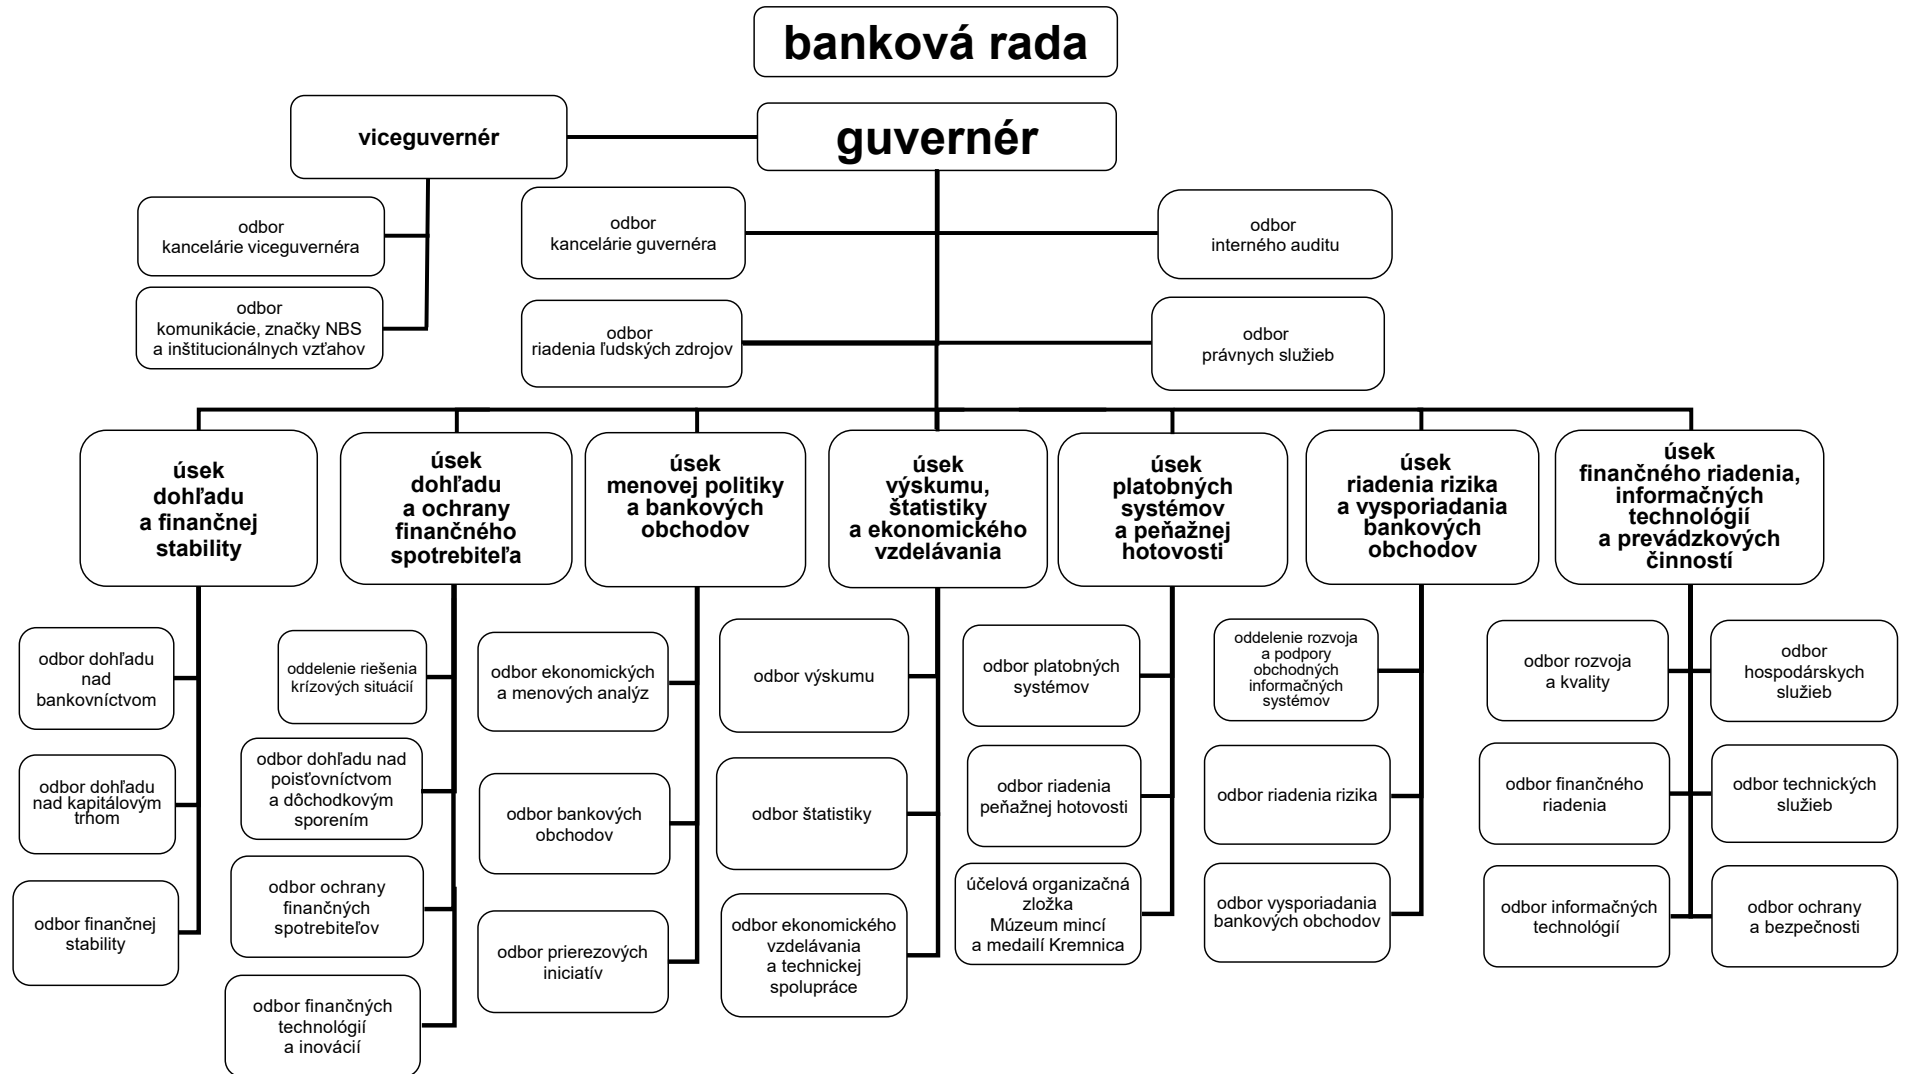 banková rada
viceguvernér
guvernér
odbor
kancelárie viceguvernéra
odbor
komunikácie, značky NBS
a inštitucionálnych vzťahov
odbor
kancelárie guvernéra
odbor
interného auditu
odbor
riadenia ľudských zdrojov
odbor
právnych služieb
úsek
dohľadu
a finančnej
stability
úsek
dohľadu
a ochrany
finančného
spotrebiteľa
úsek
menovej politiky
a bankových
obchodov
úsek
výskumu,
štatistiky
a ekonomického
vzdelávania
úsek
platobných
systémov
a peňažnej
hotovosti
úsek
riadenia rizika
a vysporiadania
bankových
obchodov
úsek
finančného riadenia,
informačných
technológií
a prevádzkových
činností
odbor dohľadu
nad
bankovníctvom
odbor dohľadu
nad kapitálovým
trhom
odbor finančnej
stability
oddelenie riešenia
krízových situácií
odbor dohľadu nad
poisťovníctvom
a dôchodkovým
sporením
odbor ochrany
finančných
spotrebiteľov
odbor finančných
technológií
a inovácií
odbor ekonomických
a menových analýz
odbor bankových
obchodov
odbor prierezových
iniciatív
odbor výskumu
odbor štatistiky
odbor ekonomického
vzdelávania
a technickej
spolupráce
odbor platobných
systémov
odbor riadenia
peňažnej hotovosti
účelová organizačná
zložka
Múzeum mincí
a medailí Kremnica
oddelenie rozvoja
a podpory
obchodných
informačných
systémov
odbor riadenia rizika
odbor vysporiadania
bankových obchodov
odbor rozvoja
a kvality
odbor finančného
riadenia
odbor informačných
technológií
odbor
hospodárskych
služieb
odbor technických
služieb
odbor ochrany
a bezpečnosti